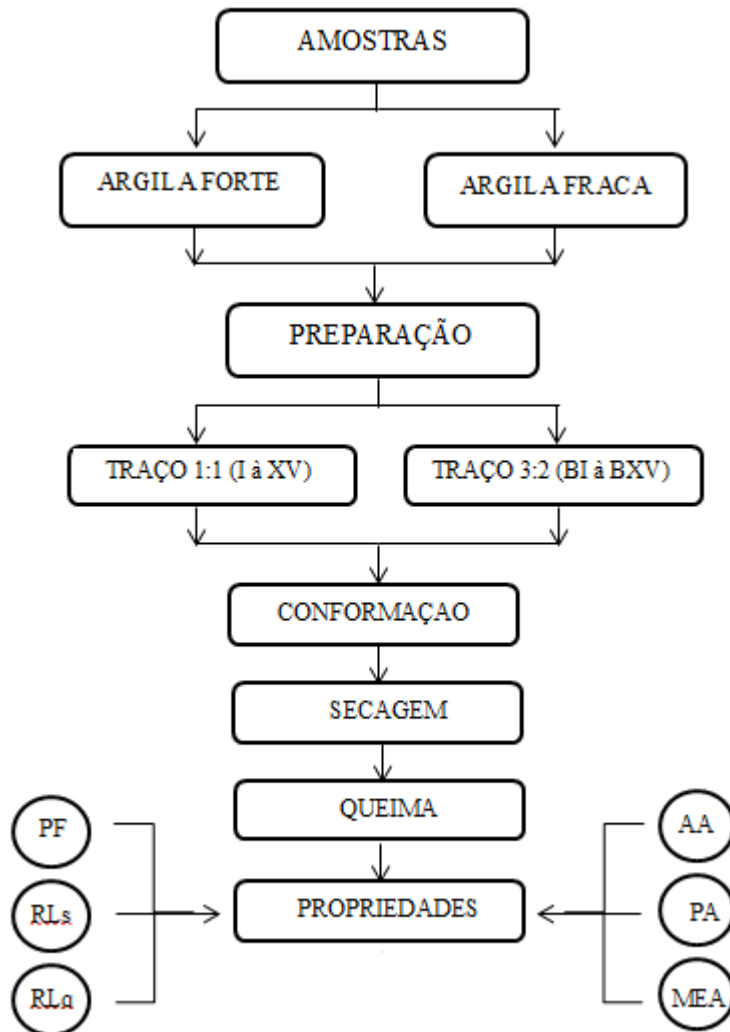 AMOSTRAS
ARGILA FORTE
ARGILA FRACA
PREPARAÇÃO
TRAÇO 1:1 (I à XV)
TRAÇO 3:2 (BI à BXV)
CONFORMAÇAO
SECAGEM
QUEIMA
PROPRIEDADES
PF
RLs
RLq
AA
PA
MEA